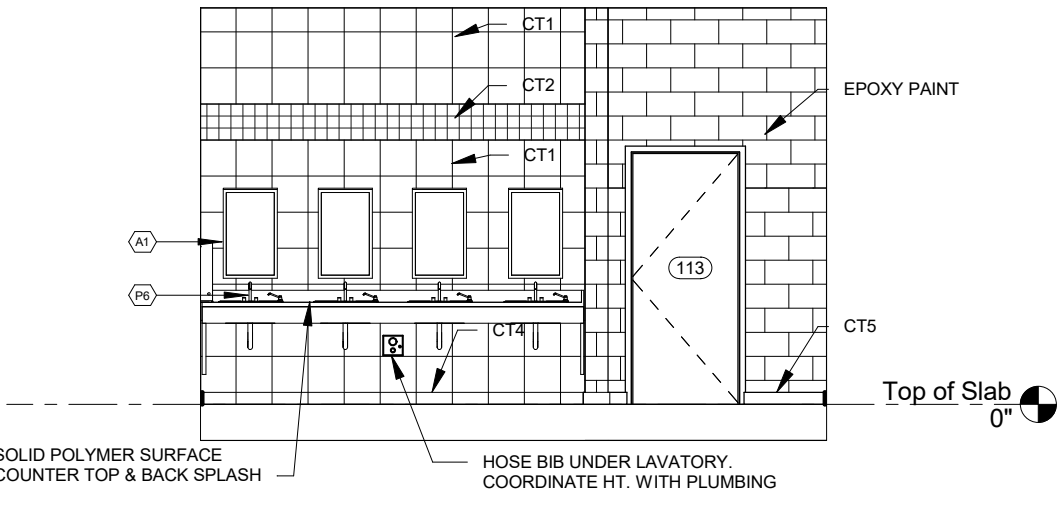 CT1
CT2
EPOXY PAINT
CT1
A1
113
P6
CT4
CT5
Top of Slab
0"
SOLID POLYMER SURFACE
COUNTER TOP & BACK SPLASH
HOSE BIB UNDER LAVATORY.
COORDINATE HT. WITH PLUMBING